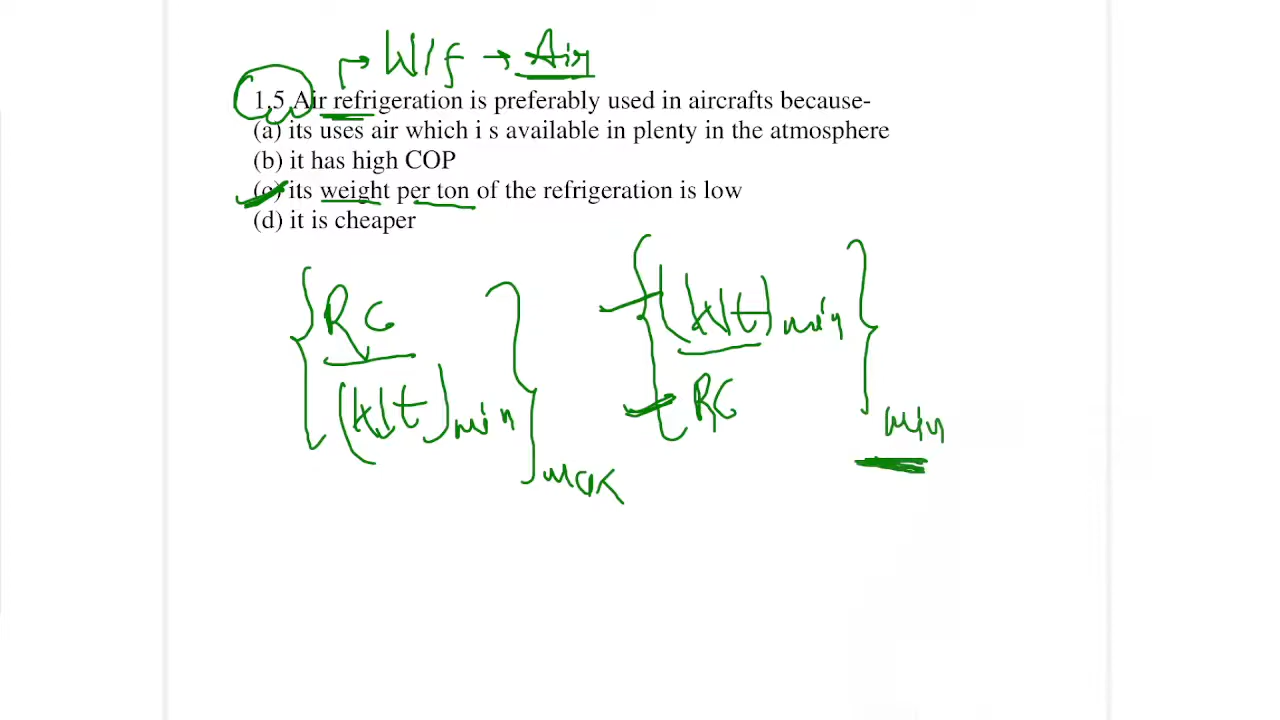 W/f → Air
1.5 Air refrigeration is preferably used in aircrafts because-
(a) its uses air which i s available in plenty in the atmosphere
(b) it has high COP
(c) its weight per ton of the refrigeration is low
(d) it is cheaper
{ RC / (Wt)min } max
{ (Wt)min / RC } min